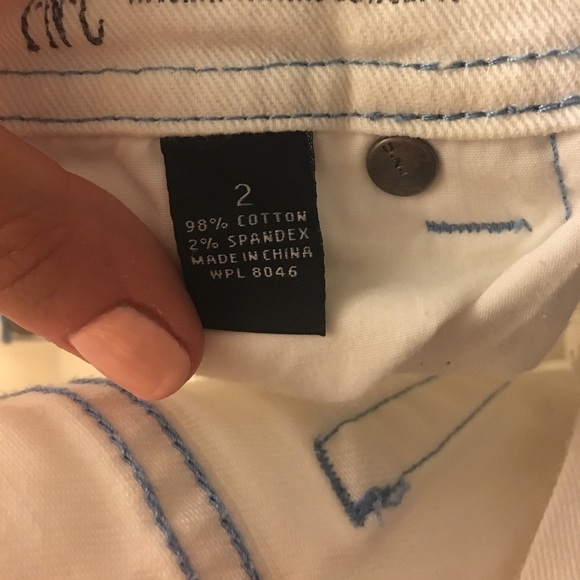 2
98% COTTON
2% SPANDEX
MADE IN CHINA
WPL 8046